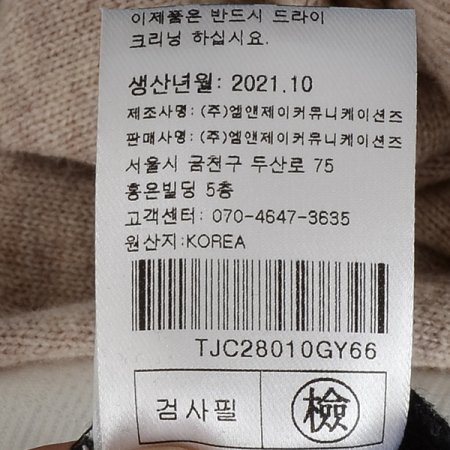 이제품은 반드시 드라이
크리닝 하십시요.
생산년월: 2021.10
제조사명: (주)엠앤제이커뮤니케이션즈
판매사명: (주)엠앤제이커뮤니케이션즈
서울시 금천구 두산로 75
홍은빌딩 5층
고객센터: 070-4647-3635
원산지:KOREA
TJC28010GY66
검사필 檢